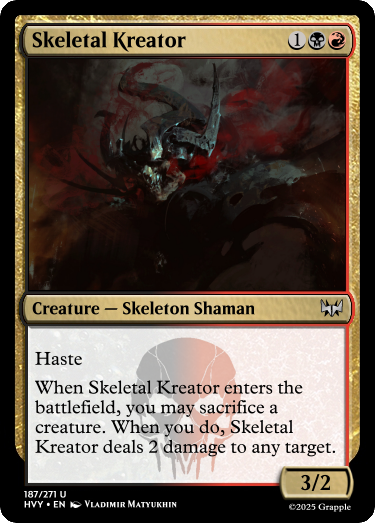 Skeletal Kreator 1
Creature — Skeleton Shaman
Haste
When Skeletal Kreator enters the
battlefield, you may sacrifice a
creature. When you do, Skeletal
Kreator deals 2 damage to any target.
3/2
187/271 U
HVY • EN Vladimir Matyukhin
©2025 Grapple